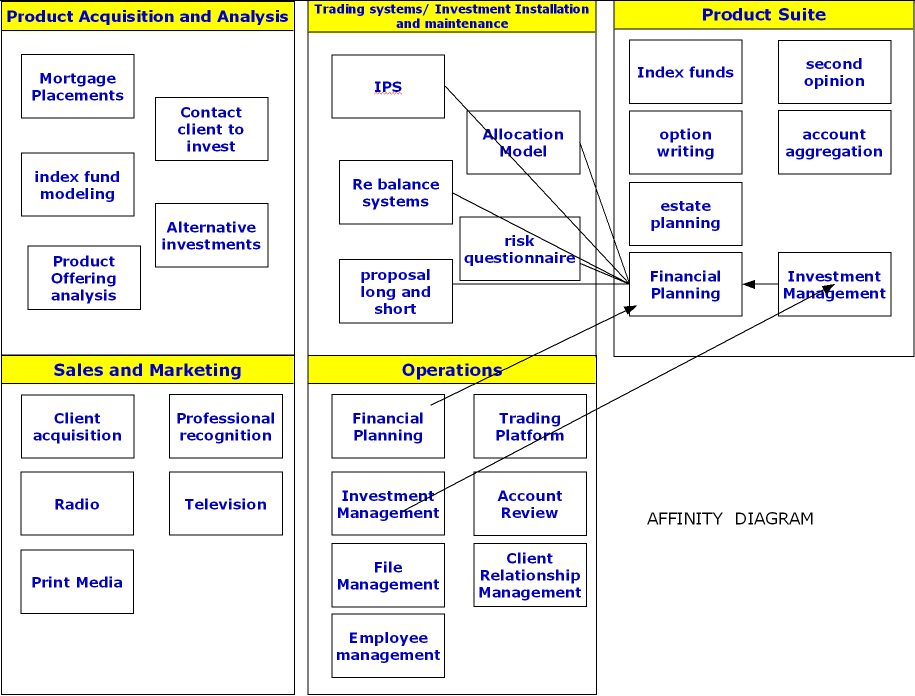 Product Acquisition and Analysis
Mortgage
Placements
Contact
client to
invest
index fund
modeling
Alternative
investments
Product
Offering
analysis
Trading systems/ Investment Installation
and maintenance
IPS
Allocation
Model
Re balance
systems
risk
questionnaire
proposal
long and
short
Product Suite
Index funds
second
opinion
option
writing
account
aggregation
estate
planning
Financial
Planning
Investment
Management
Sales and Marketing
Client
acquisition
Professional
recognition
Radio
Television
Print Media
Operations
Financial
Planning
Trading
Platform
Investment
Management
Account
Review
File
Management
Client
Relationship
Management
Employee
management
AFFINITY DIAGRAM